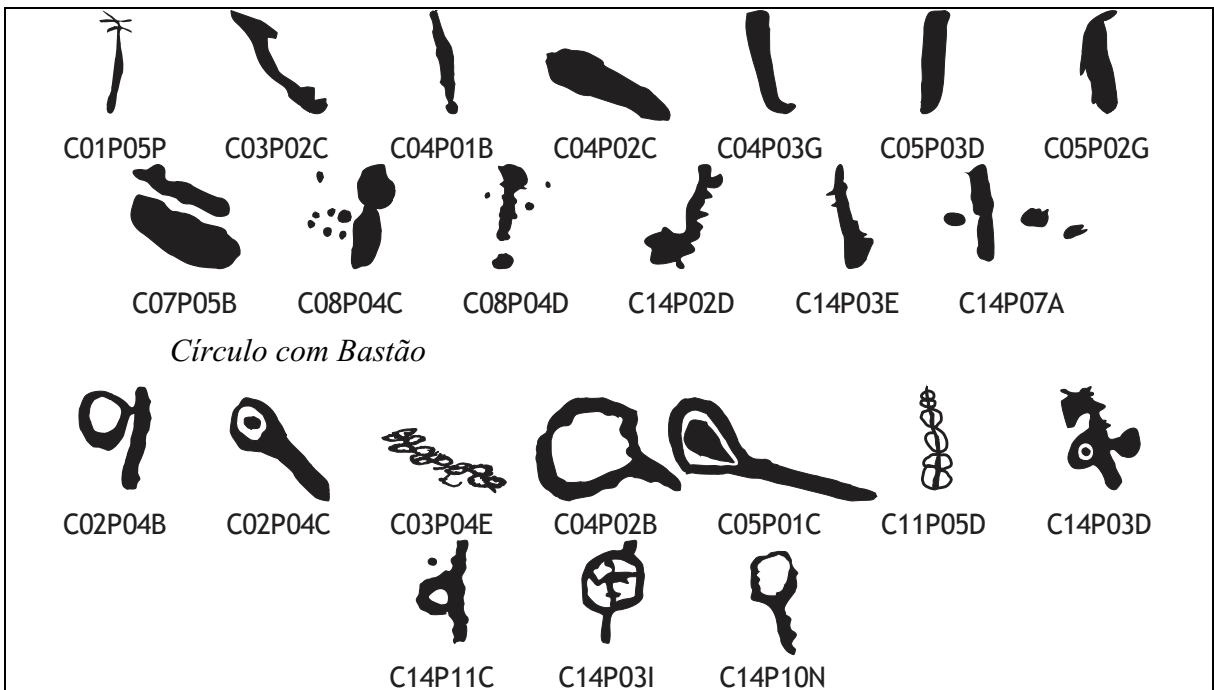 C01P05P C03P02C C04P01B C04P02C C04P03G C05P03D C05P02G
C07P05B C08P04C C08P04D C14P02D C14P03E C14P07A
Círculo com Bastão
C02P04B C02P04C C03P04E C04P02B C05P01C C11P05D C14P03D
C14P11C C14P03I C14P10N